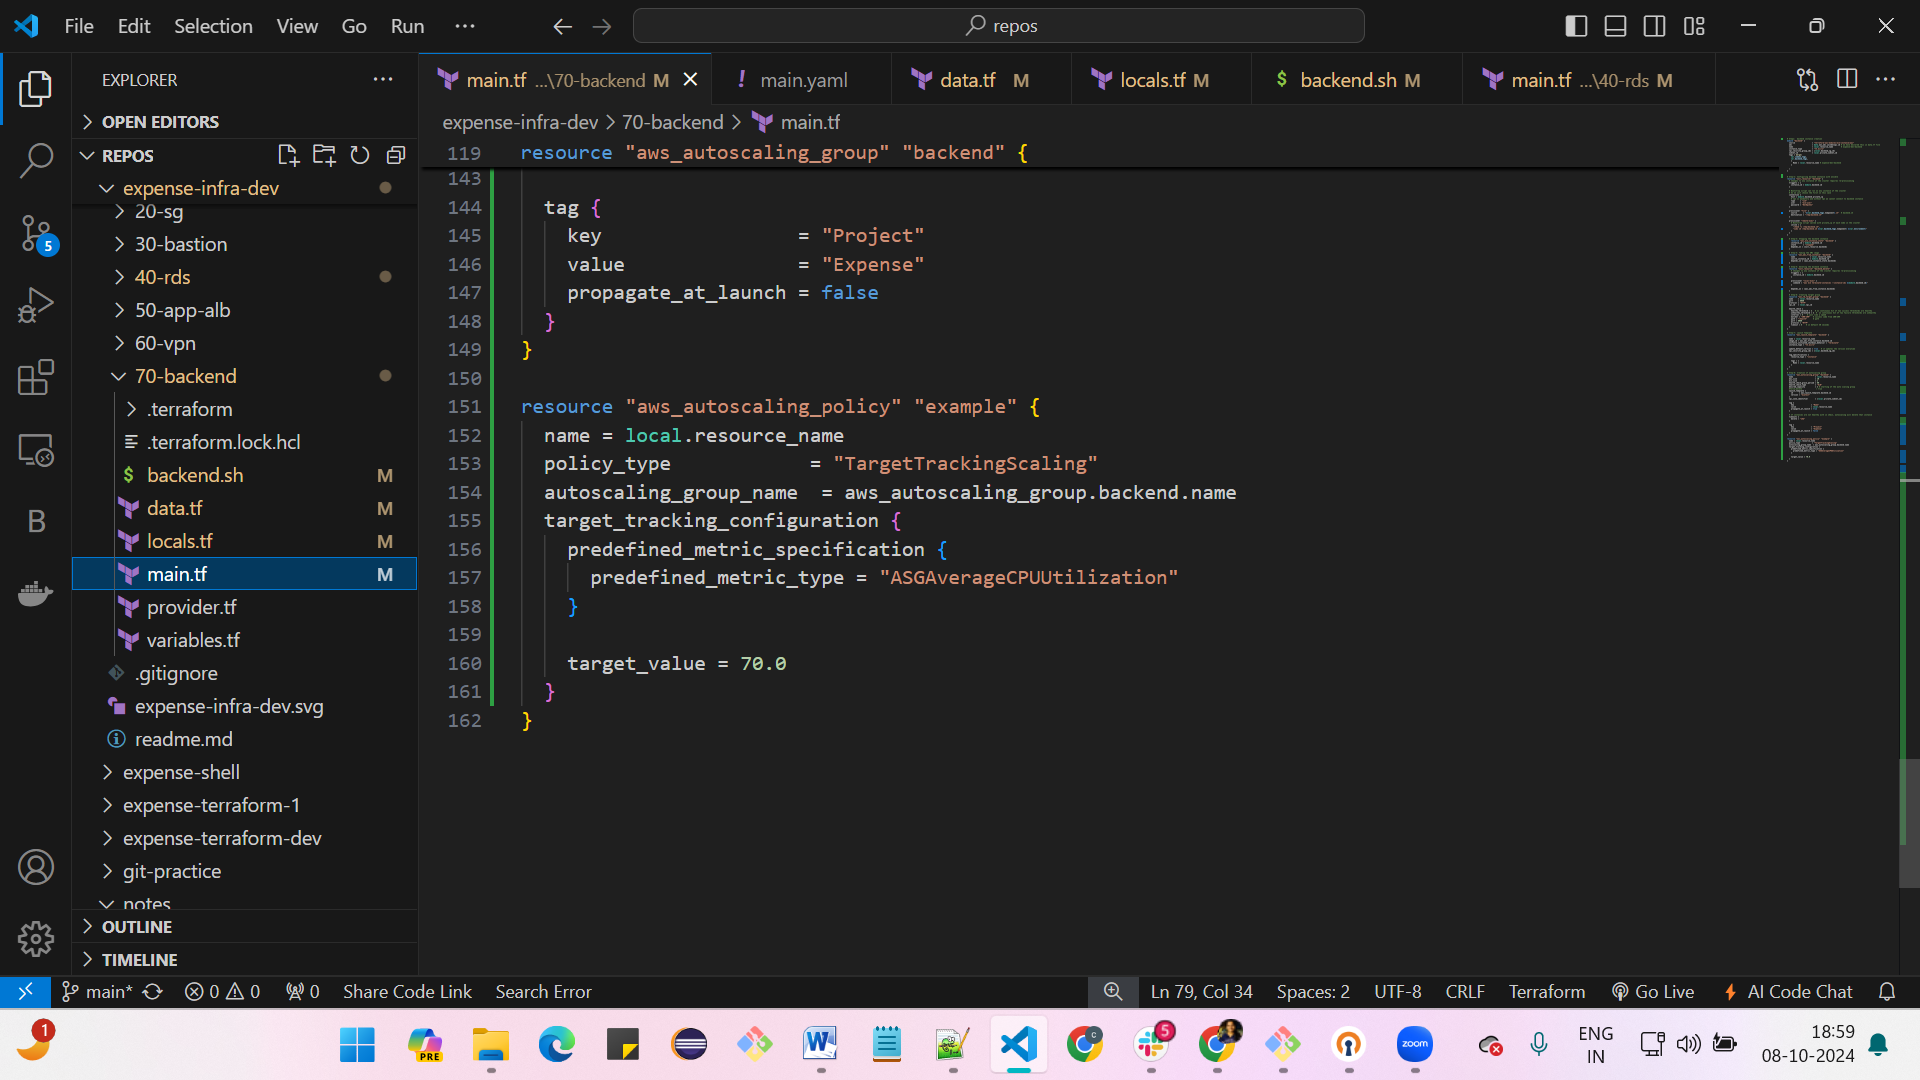 File Edit Selection View Go Run ···
repos
EXPLORER ···
OPEN EDITORS
REPOS
expense-infra-dev
20-sg
30-bastion
40-rds
50-app-alb
60-vpn
70-backend
.terraform
.terraform.lock.hcl
$ backend.sh M
data.tf M
locals.tf M
main.tf M
provider.tf
variables.tf
.gitignore
expense-infra-dev.svg
readme.md
expense-shell
expense-terraform-1
expense-terraform-dev
git-practice
notes
OUTLINE
TIMELINE
5
B
main.tf ...\70-backend M
! main.yaml
data.tf M
locals.tf M
$ backend.sh M
main.tf ...\40-rds M
expense-infra-dev > 70-backend > main.tf
119 resource "aws_autoscaling_group" "backend" {
143
144 tag {
145 key = "Project"
146 value = "Expense"
147 propagate_at_launch = false
148 }
149 }
150
151 resource "aws_autoscaling_policy" "example" {
152 name = local.resource_name
153 policy_type = "TargetTrackingScaling"
154 autoscaling_group_name = aws_autoscaling_group.backend.name
155 target_tracking_configuration {
156 predefined_metric_specification {
157 predefined_metric_type = "ASGAverageCPUUtilization"
158 }
159
160 target_value = 70.0
161 }
162 }
main* 0 0 0 Share Code Link Search Error
Ln 79, Col 34 Spaces: 2 UTF-8 CRLF Terraform Go Live AI Code Chat
1
PRE
W
C
5
zoom
ENG
IN
18:59
08-10-2024